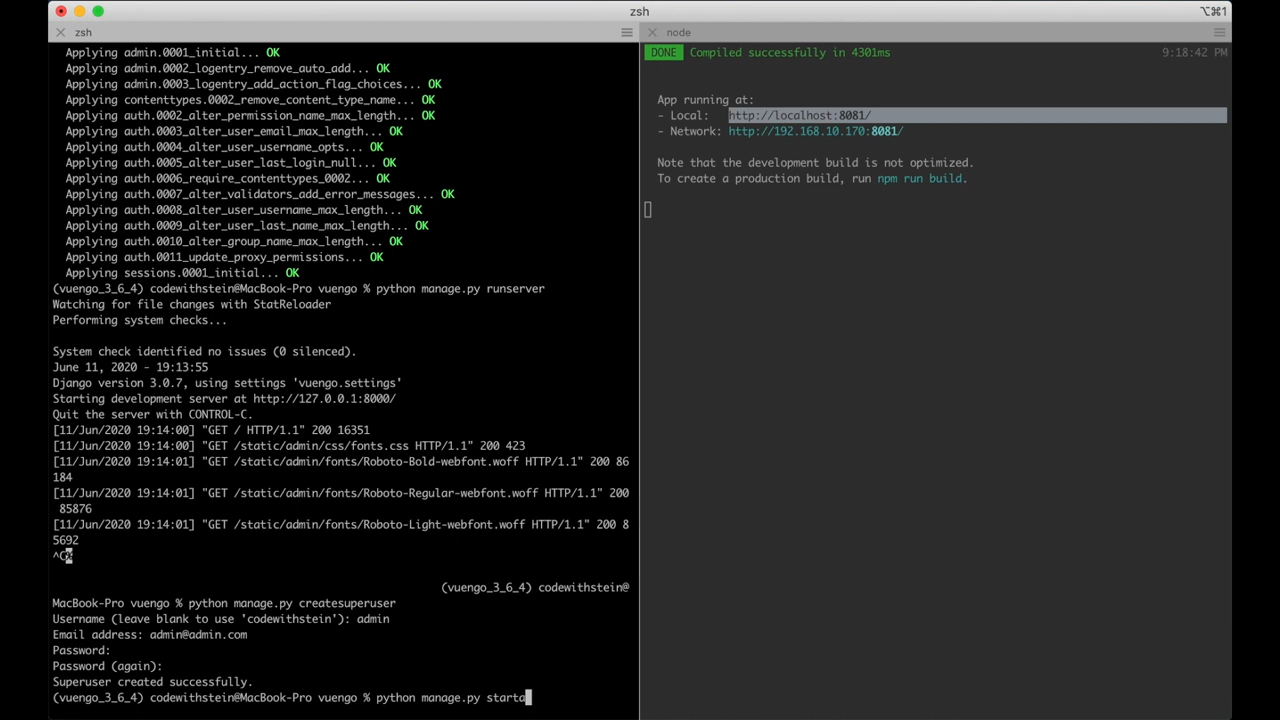 zsh
⌥⌘1
zsh
Applying admin.0001_initial... OK
Applying admin.0002_logentry_remove_auto_add... OK
Applying admin.0003_logentry_add_action_flag_choices... OK
Applying contenttypes.0002_remove_content_type_name... OK
Applying auth.0002_alter_permission_name_max_length... OK
Applying auth.0003_alter_user_email_max_length... OK
Applying auth.0004_alter_user_username_opts... OK
Applying auth.0005_alter_user_last_login_null... OK
Applying auth.0006_require_contenttypes_0002... OK
Applying auth.0007_alter_validators_add_error_messages... OK
Applying auth.0008_alter_user_username_max_length... OK
Applying auth.0009_alter_user_last_name_max_length... OK
Applying auth.0010_alter_group_name_max_length... OK
Applying auth.0011_update_proxy_permissions... OK
Applying sessions.0001_initial... OK
(vuengo_3_6_4) codewithstein@MacBook-Pro vuengo % python manage.py runserver
Watching for file changes with StatReloader
Performing system checks...
System check identified no issues (0 silenced).
June 11, 2020 - 19:13:55
Django version 3.0.7, using settings 'vuengo.settings'
Starting development server at http://127.0.0.1:8000/
Quit the server with CONTROL-C.
[11/Jun/2020 19:14:00] "GET / HTTP/1.1" 200 16351
[11/Jun/2020 19:14:00] "GET /static/admin/css/fonts.css HTTP/1.1" 200 423
[11/Jun/2020 19:14:01] "GET /static/admin/fonts/Roboto-Bold-webfont.woff HTTP/1.1" 200 86
184
[11/Jun/2020 19:14:01] "GET /static/admin/fonts/Roboto-Regular-webfont.woff HTTP/1.1" 200
85876
[11/Jun/2020 19:14:01] "GET /static/admin/fonts/Roboto-Light-webfont.woff HTTP/1.1" 200 8
5692
^C%
(vuengo_3_6_4) codewithstein@
MacBook-Pro vuengo % python manage.py createsuperuser
Username (leave blank to use 'codewithstein'): admin
Email address: admin@admin.com
Password:
Password (again):
Superuser created successfully.
(vuengo_3_6_4) codewithstein@MacBook-Pro vuengo % python manage.py starta
node
DONE Compiled successfully in 4301ms 9:18:42 PM
App running at:
- Local: http://localhost:8081/
- Network: http://192.168.10.170:8081/
Note that the development build is not optimized.
To create a production build, run npm run build.